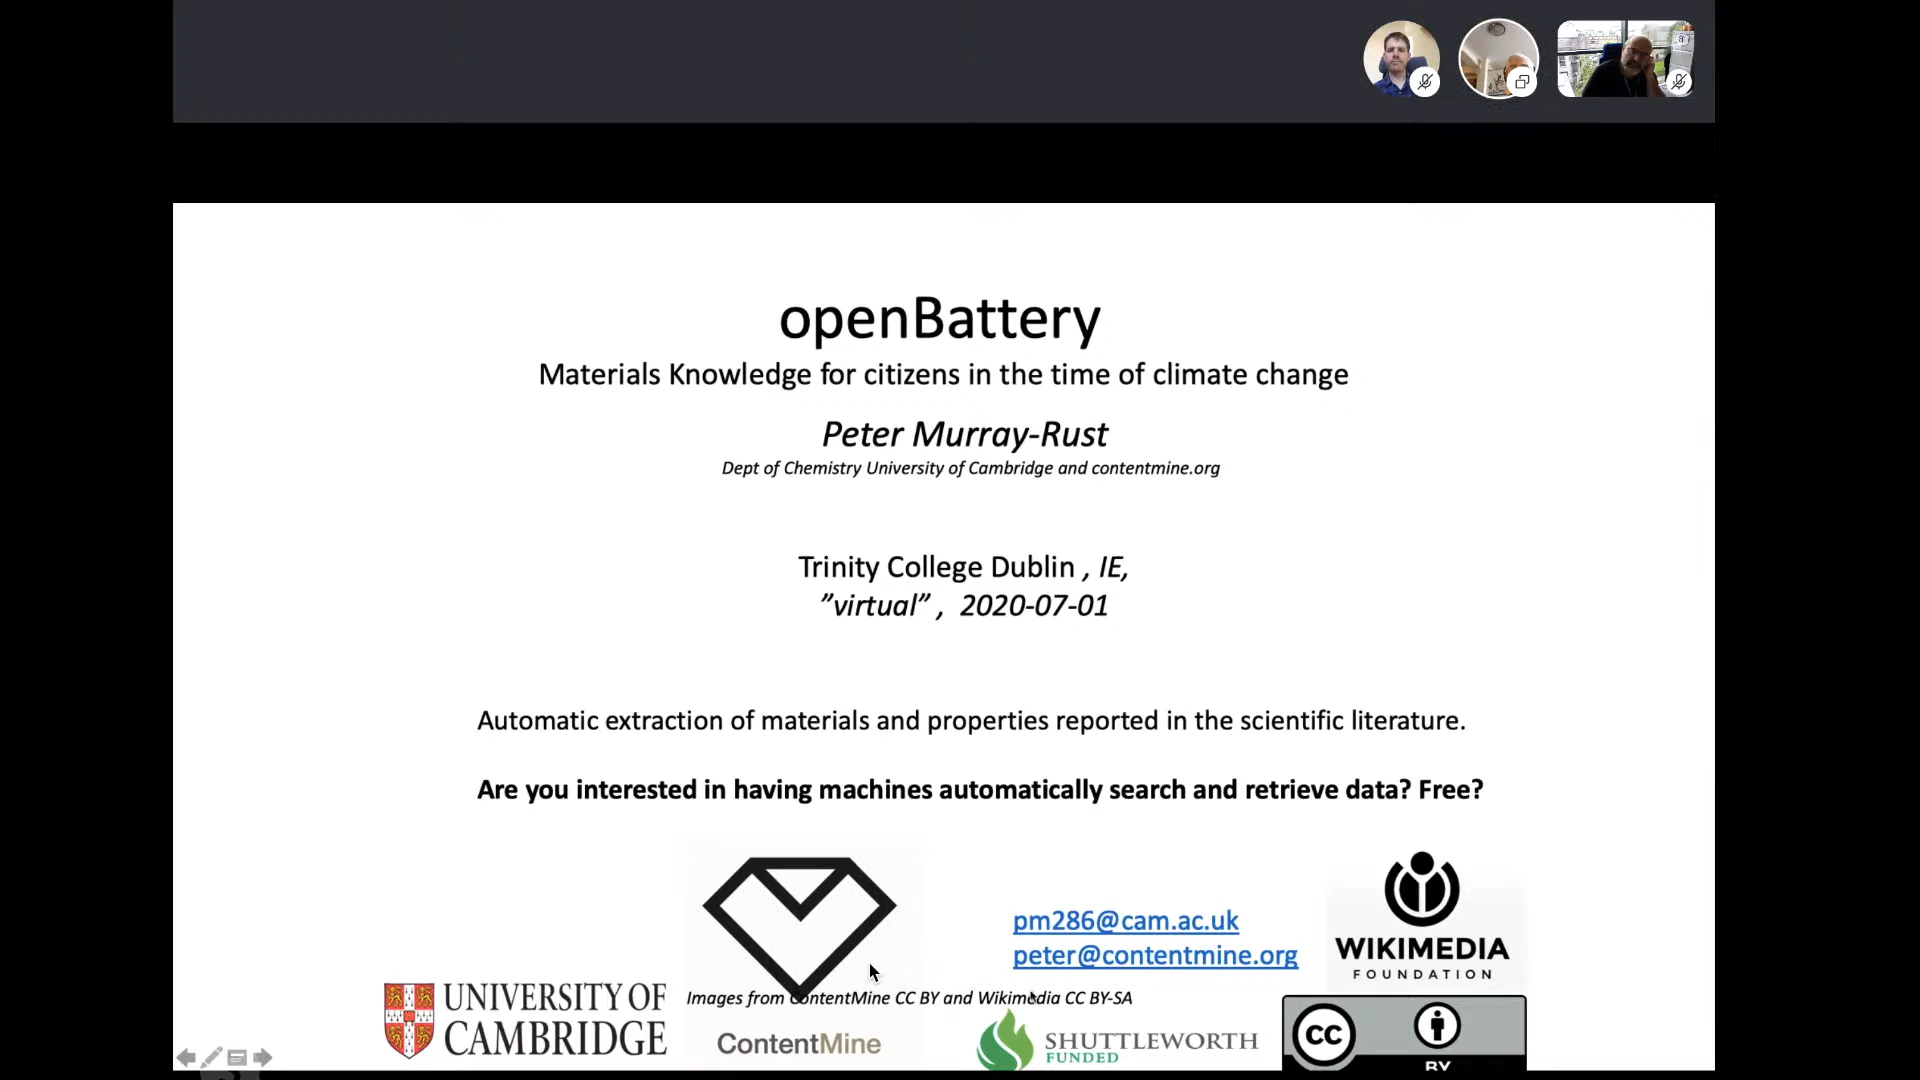 openBattery
Materials Knowledge for citizens in the time of climate change
Peter Murray-Rust
Dept of Chemistry University of Cambridge and contentmine.org
Trinity College Dublin , IE,
”virtual” , 2020-07-01
Automatic extraction of materials and properties reported in the scientific literature.
Are you interested in having machines automatically search and retrieve data? Free?
pm286@cam.ac.uk
peter@contentmine.org
WIKIMEDIA
FOUNDATION
UNIVERSITY OF
CAMBRIDGE
Images from ContentMine CC BY and Wikimedia CC BY-SA
ContentMine
SHUTTLEWORTH
FUNDED
CC
BY